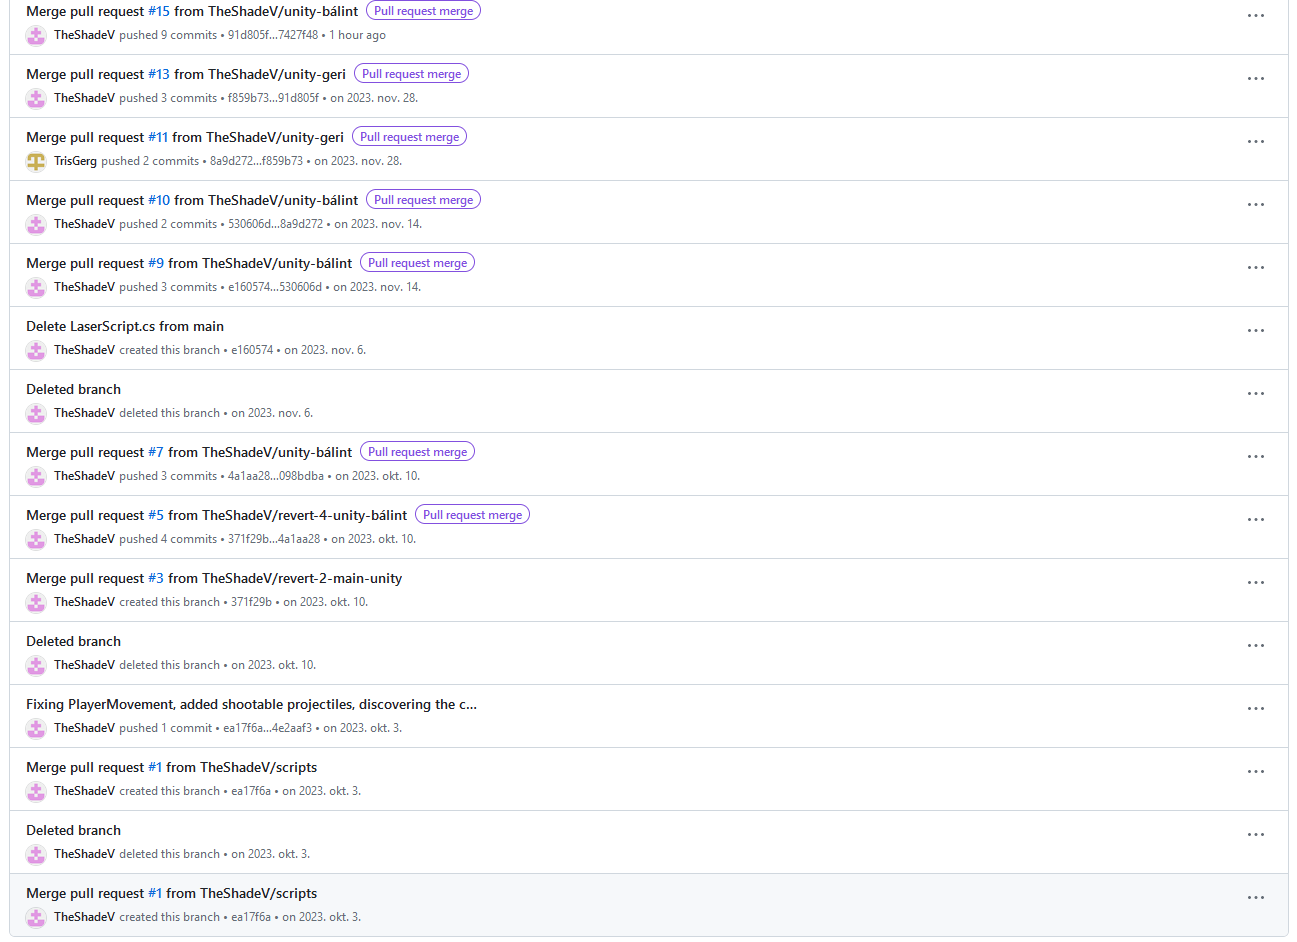 Merge pull request #15 from TheShadeV/unity-bálint Pull request merge
TheShadeV pushed 9 commits • 91d805f...7427f48 • 1 hour ago
Merge pull request #13 from TheShadeV/unity-geri Pull request merge
TheShadeV pushed 3 commits • f859b73...91d805f • on 2023. nov. 28.
Merge pull request #11 from TheShadeV/unity-geri Pull request merge
TrisGerg pushed 2 commits • 8a9d272...f859b73 • on 2023. nov. 28.
Merge pull request #10 from TheShadeV/unity-bálint Pull request merge
TheShadeV pushed 2 commits • 530606d...8a9d272 • on 2023. nov. 14.
Merge pull request #9 from TheShadeV/unity-bálint Pull request merge
TheShadeV pushed 3 commits • e160574...530606d • on 2023. nov. 14.
Delete LaserScript.cs from main
TheShadeV created this branch • e160574 • on 2023. nov. 6.
Deleted branch
TheShadeV deleted this branch • on 2023. nov. 6.
Merge pull request #7 from TheShadeV/unity-bálint Pull request merge
TheShadeV pushed 3 commits • 4a1aa28...098bdba • on 2023. okt. 10.
Merge pull request #5 from TheShadeV/revert-4-unity-bálint Pull request merge
TheShadeV pushed 4 commits • 371f29b...4a1aa28 • on 2023. okt. 10.
Merge pull request #3 from TheShadeV/revert-2-main-unity
TheShadeV created this branch • 371f29b • on 2023. okt. 10.
Deleted branch
TheShadeV deleted this branch • on 2023. okt. 10.
Fixing PlayerMovement, added shootable projectiles, discovering the c...
TheShadeV pushed 1 commit • ea17f6a...4e2aaf3 • on 2023. okt. 3.
Merge pull request #1 from TheShadeV/scripts
TheShadeV created this branch • ea17f6a • on 2023. okt. 3.
Deleted branch
TheShadeV deleted this branch • on 2023. okt. 3.
Merge pull request #1 from TheShadeV/scripts
TheShadeV created this branch • ea17f6a • on 2023. okt. 3.